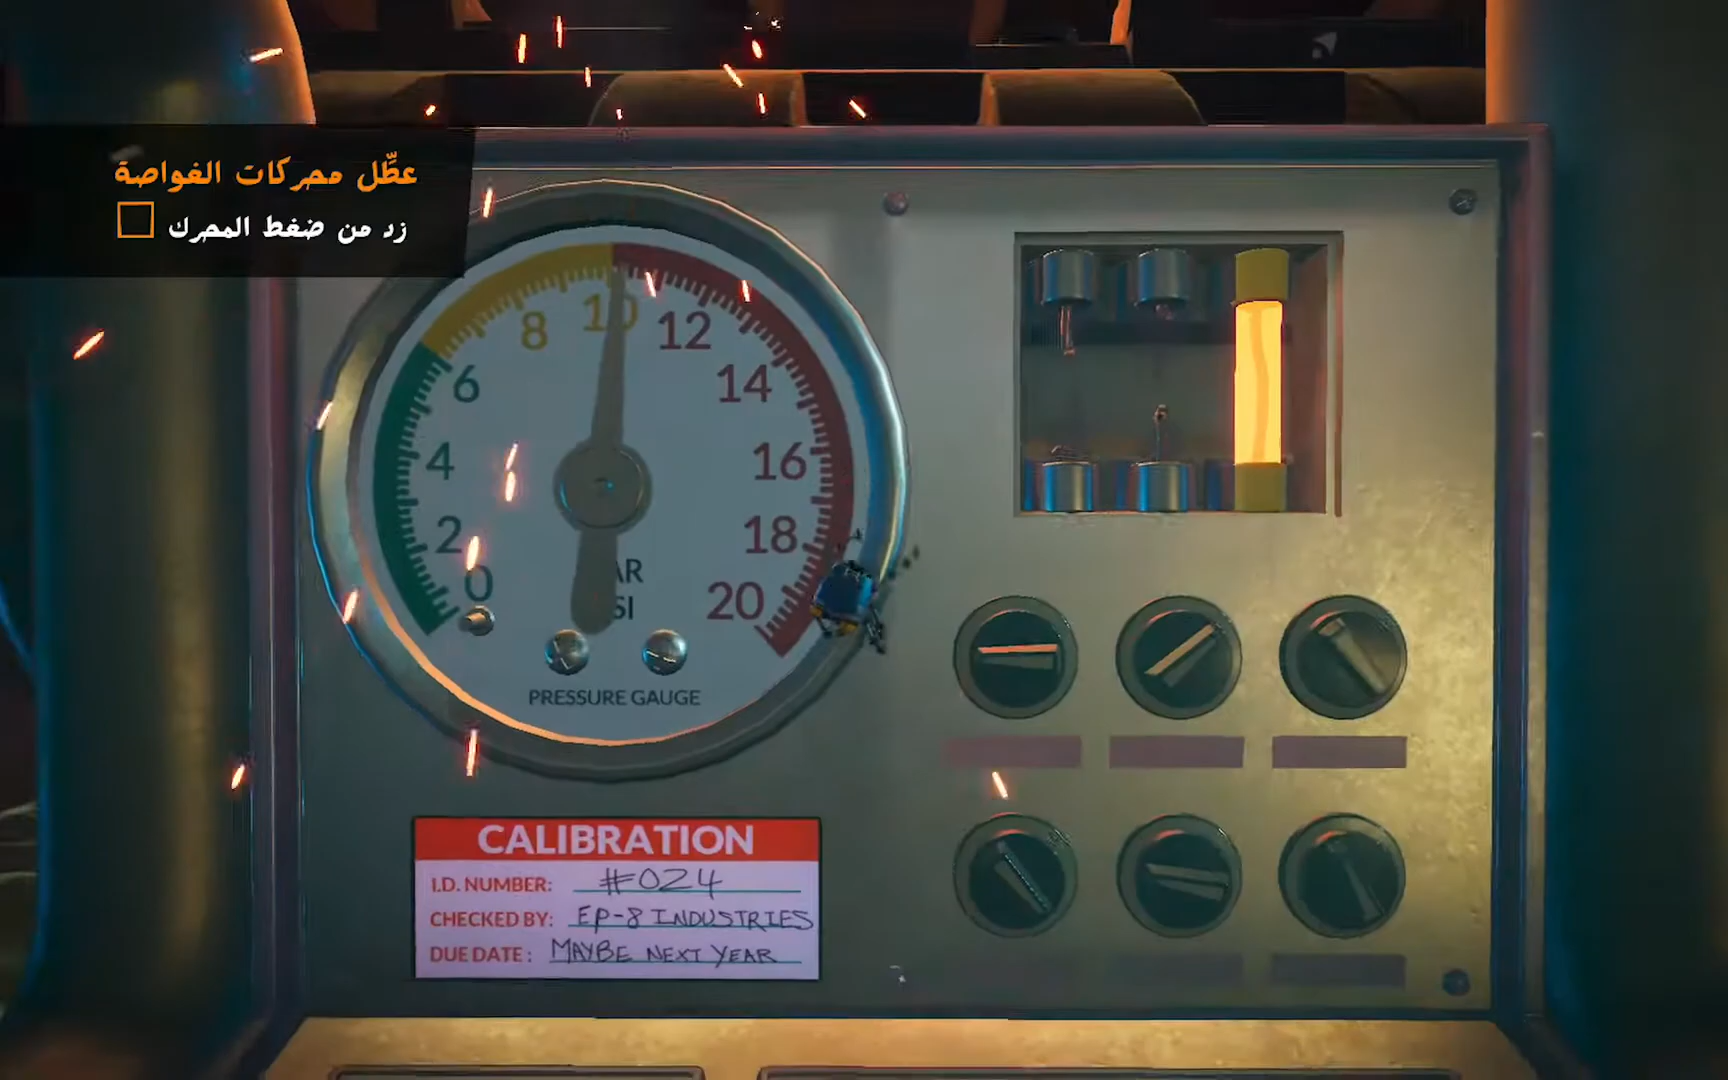 عطِّل محركات الغواصة
زد من ضغط المحرك
0
2
4
6
8
10
12
14
16
18
20
PRESSURE GAUGE
CALIBRATION
I.D. NUMBER: #024
CHECKED BY: EP-8 INDUSTRIES
DUE DATE: MAYBE NEXT YEAR